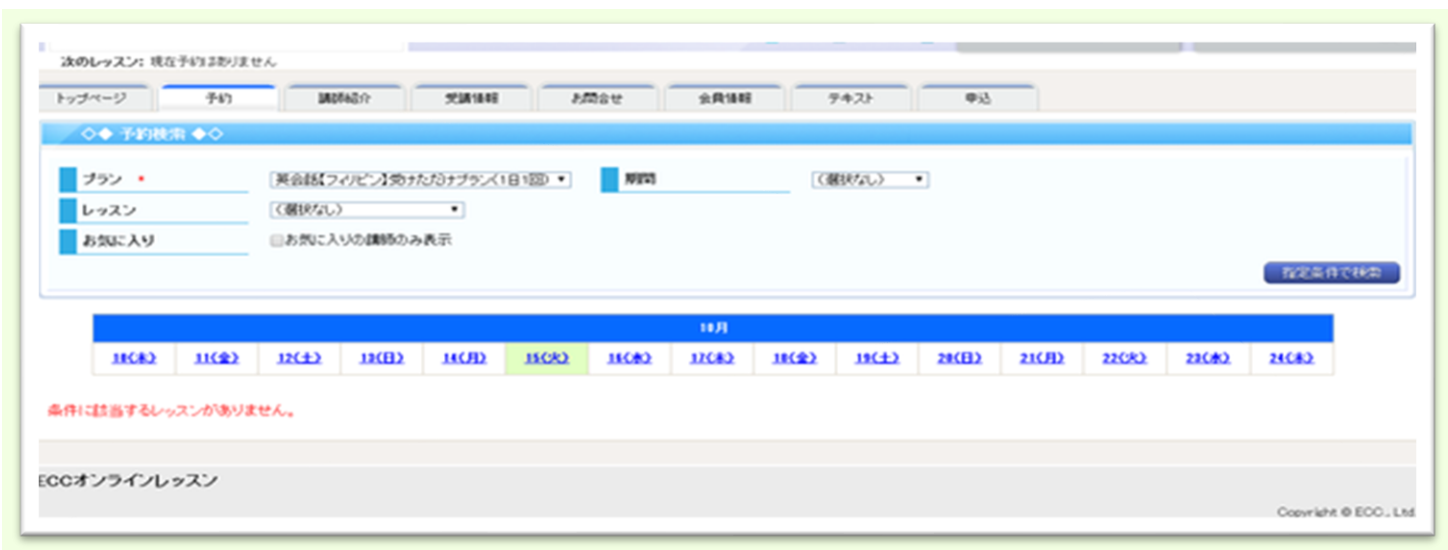 次のレッスン: 現在予約はありません
トップページ 予約 講師紹介 受講情報 お問合せ 会員情報 テキスト 申込
◇◆ 予約検索 ◆◇
プラン * 英会話【フィリピン】受けただけプラン(1日1回) ▼ 期間 (選択なし) ▼
レッスン (選択なし) ▼
お気に入り お気に入りの講師のみ表示
指定条件で検索
10月
10(木) 11(金) 12(土) 13(日) 14(月) 15(火) 16(水) 17(木) 18(金) 19(土) 20(日) 21(月) 22(火) 23(水) 24(木)
条件に該当するレッスンがありません。
ECCオンラインレッスン
Copyright © ECC., Ltd